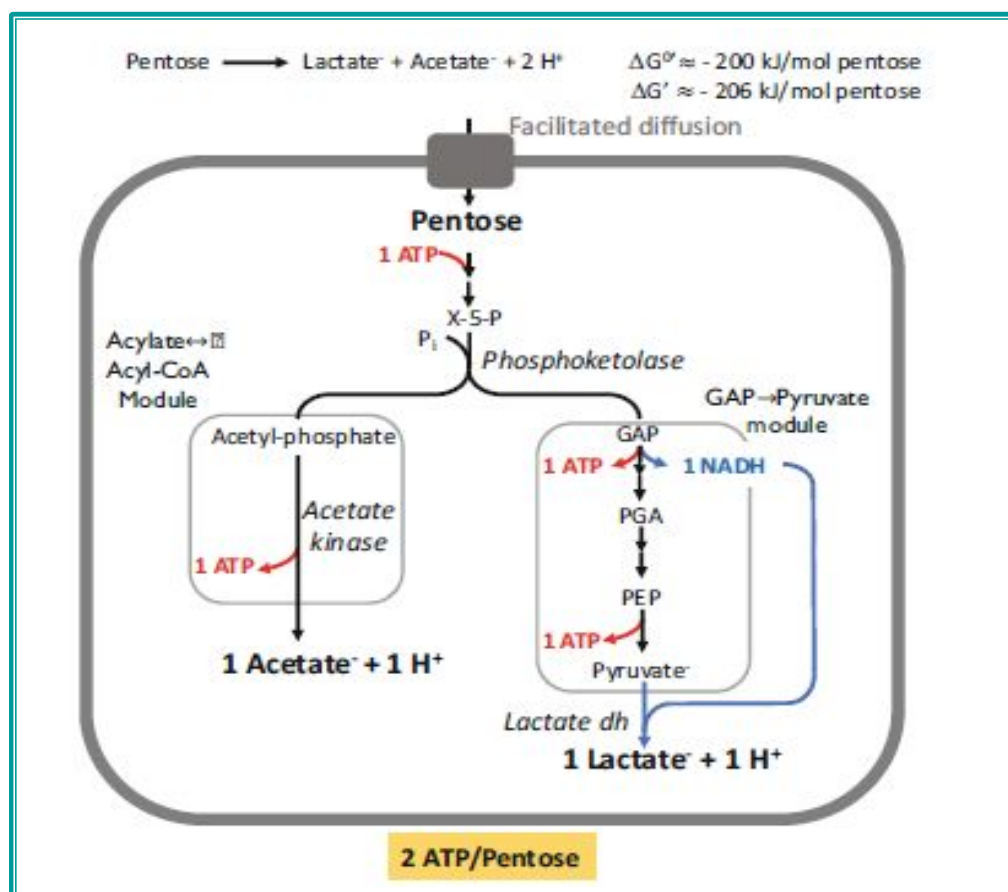 Pentose → Lactate⁻ + Acetate⁻ + 2 H⁺
ΔG⁰' ≈ - 200 kJ/mol pentose
ΔG' ≈ - 206 kJ/mol pentose
Facilitated diffusion
Pentose
1 ATP
X-5-P
Pᵢ
Phosphoketolase
Acylate↔⍰
Acyl-CoA
Module
GAP→Pyruvate
module
Acetyl-phosphate
GAP
1 ATP
1 NADH
PGA
Acetate
kinase
1 ATP
PEP
1 ATP
1 Acetate⁻ + 1 H⁺
Pyruvate⁻
Lactate dh
1 Lactate⁻ + 1 H⁺
2 ATP/Pentose